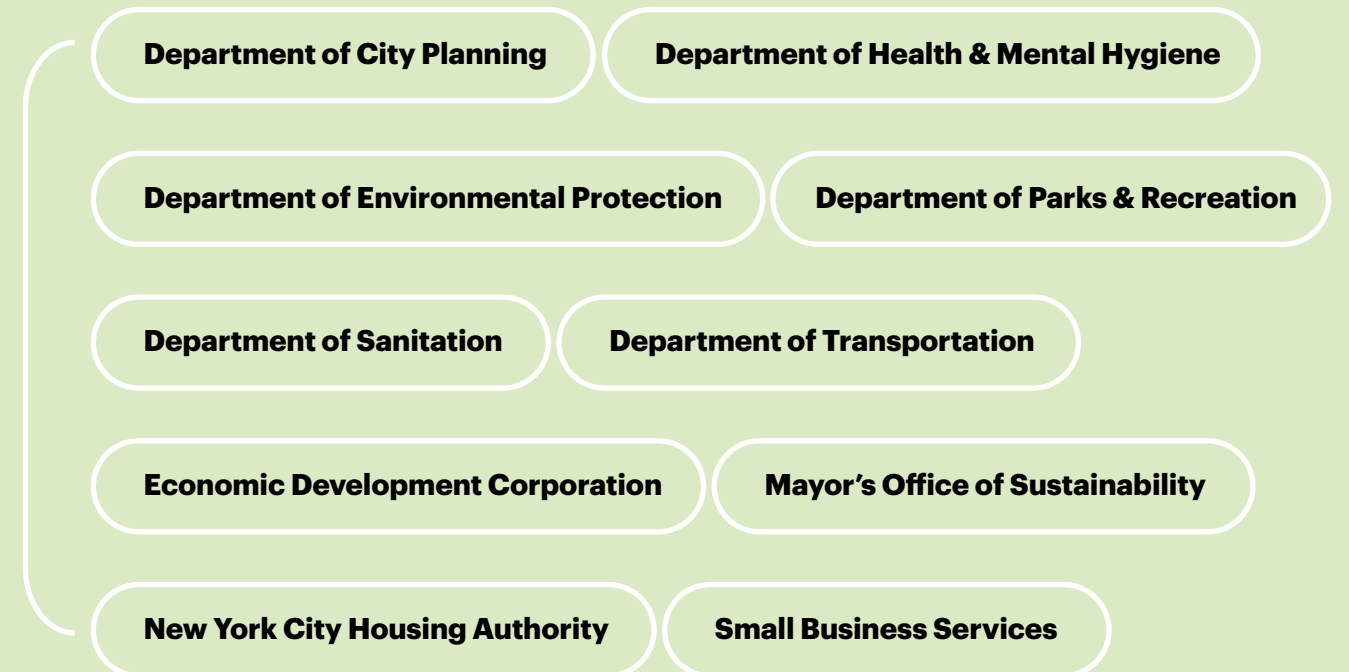 Department of City Planning
Department of Health & Mental Hygiene
Department of Environmental Protection
Department of Parks & Recreation
Department of Sanitation
Department of Transportation
Economic Development Corporation
Mayor’s Office of Sustainability
New York City Housing Authority
Small Business Services